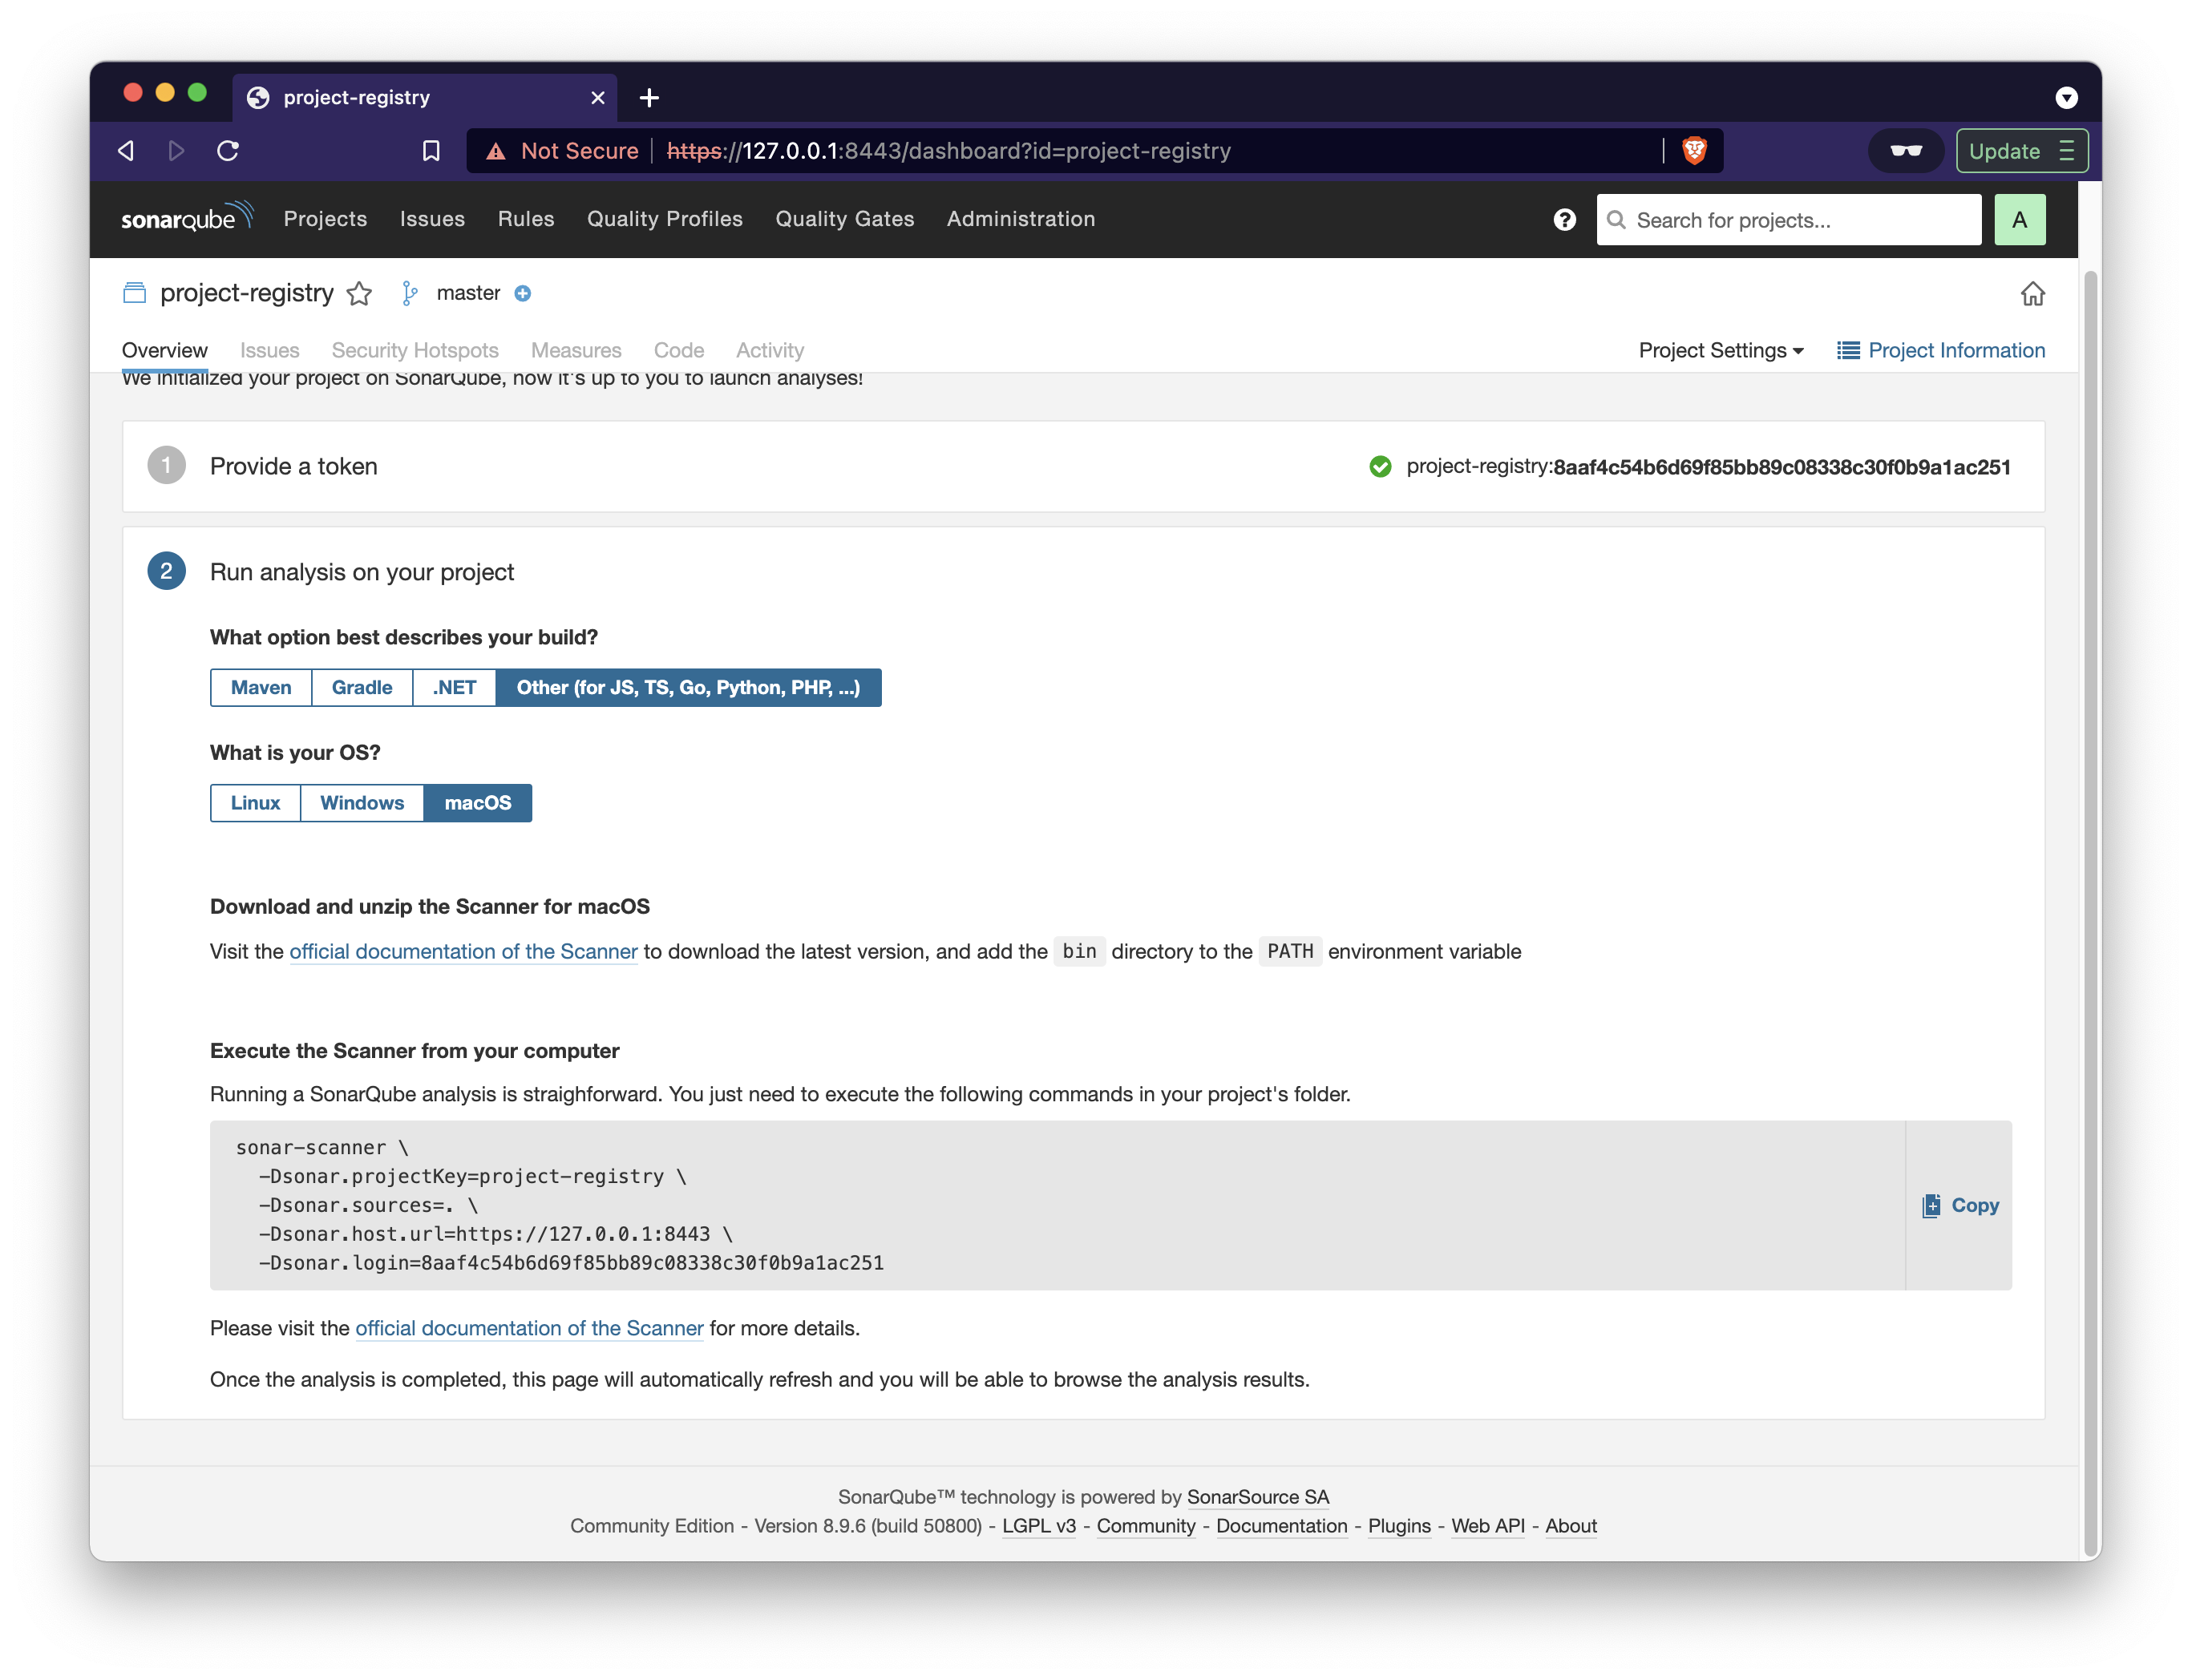 project-registry
Not Secure https://127.0.0.1:8443/dashboard?id=project-registry Update
sonarqube Projects Issues Rules Quality Profiles Quality Gates Administration Search for projects... A
project-registry master
Overview Issues Security Hotspots Measures Code Activity Project Settings Project Information
We initialized your project on SonarQube, now it's up to you to launch analyses!
1 Provide a token project-registry:8aaf4c54b6d69f85bb89c08338c30f0b9a1ac251
2 Run analysis on your project
What option best describes your build?
Maven Gradle .NET Other (for JS, TS, Go, Python, PHP, ...)
What is your OS?
Linux Windows macOS
Download and unzip the Scanner for macOS
Visit the official documentation of the Scanner to download the latest version, and add the bin directory to the PATH environment variable
Execute the Scanner from your computer
Running a SonarQube analysis is straighforward. You just need to execute the following commands in your project's folder.
sonar-scanner \
-Dsonar.projectKey=project-registry \
-Dsonar.sources=. \
-Dsonar.host.url=https://127.0.0.1:8443 \
-Dsonar.login=8aaf4c54b6d69f85bb89c08338c30f0b9a1ac251
Copy
Please visit the official documentation of the Scanner for more details.
Once the analysis is completed, this page will automatically refresh and you will be able to browse the analysis results.
SonarQube™ technology is powered by SonarSource SA
Community Edition - Version 8.9.6 (build 50800) - LGPL v3 - Community - Documentation - Plugins - Web API - About